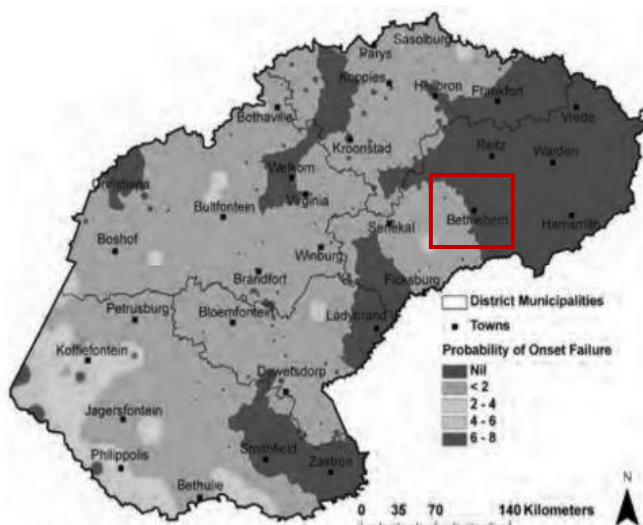 Sasolburg
Parys
Koppies
Heilbron
Frankfort
Bothaville
Vrede
Kroonstad
Reitz
Warden
Welkom
Christiana
Virginia
Bultfontein
Bethlehem
Senekal
Harrismith
Boshof
Winburg
Brandfort
Ficksburg
District Municipalities
Petrusburg
Bloemfontein
Ladybrand
Towns
Probability of Onset Failure
Koffiefontein
Nil
Dewetsdorp
< 2
2 - 4
Jagersfontein
4 - 6
6 - 8
Smithfield
Philippolis
Zastron
N
Bethulie
0 35 70 140 Kilometers